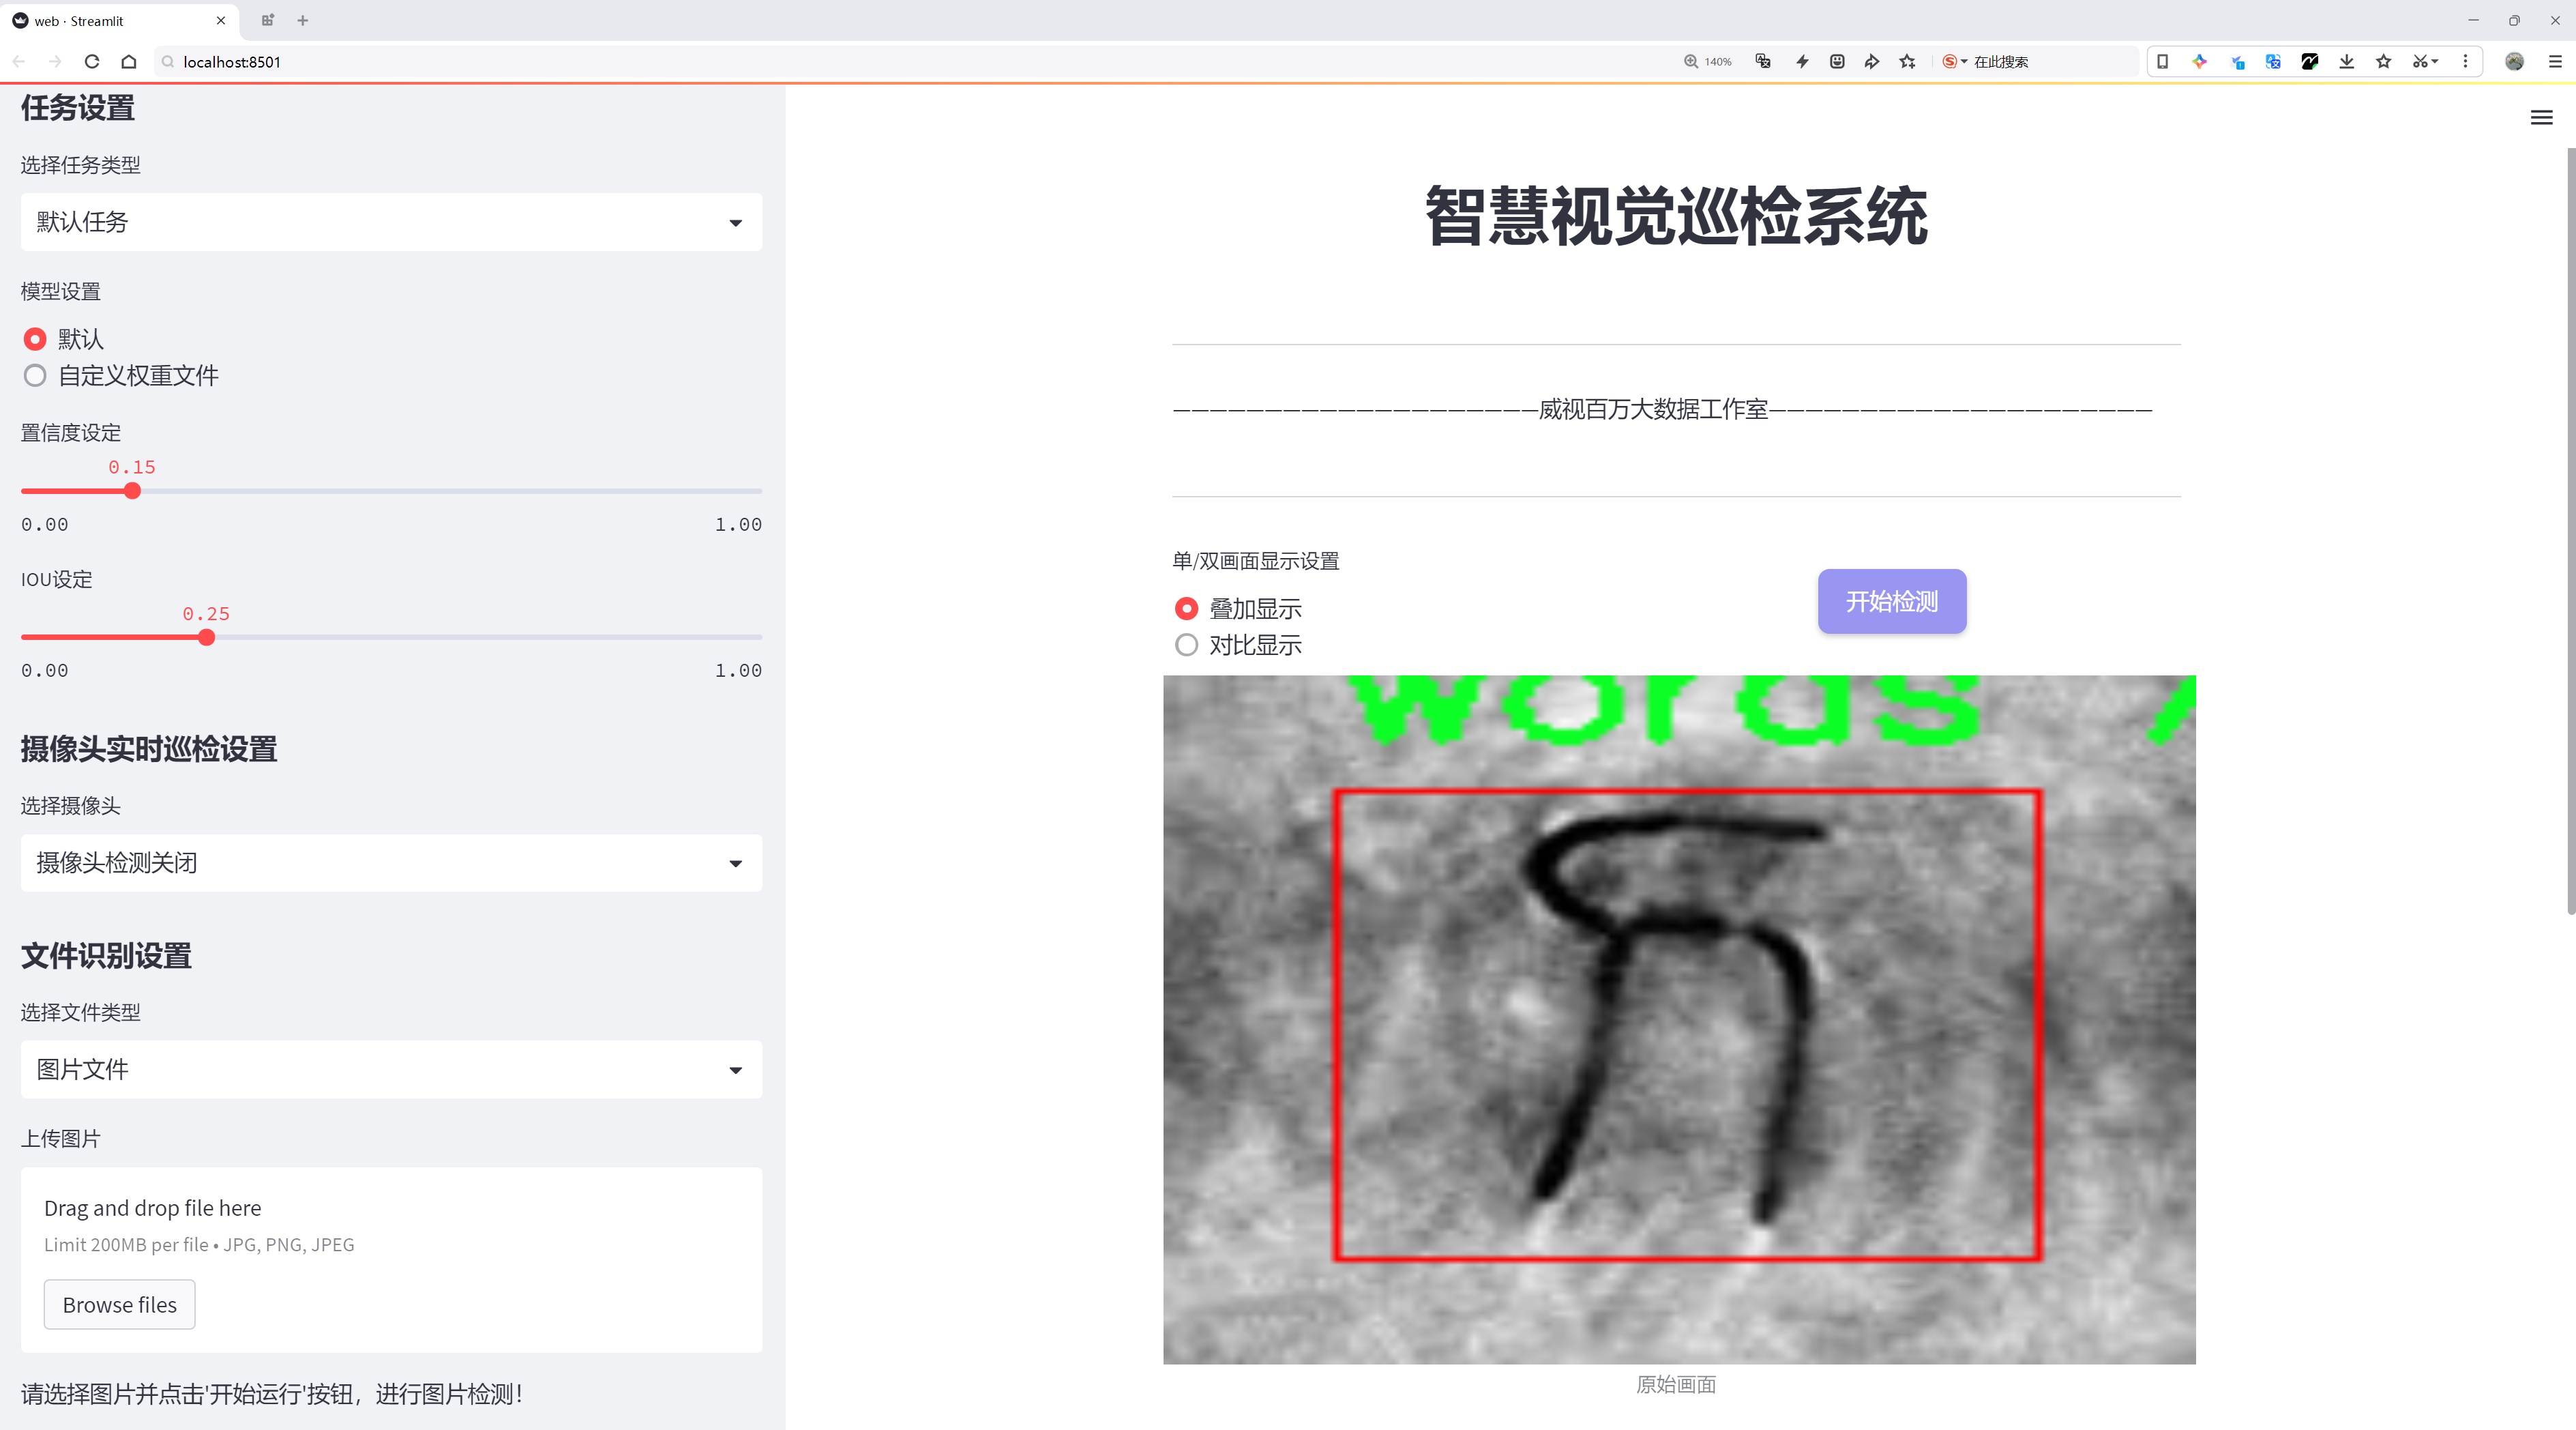 web · Streamlit
localhost:8501
140%
在此搜索
任务设置
选择任务类型
默认任务
模型设置
默认
自定义权重文件
置信度设定
0.15
0.00 1.00
IOU设定
0.25
0.00 1.00
摄像头实时巡检设置
选择摄像头
摄像头检测关闭
文件识别设置
选择文件类型
图片文件
上传图片
Drag and drop file here
Limit 200MB per file • JPG, PNG, JPEG
Browse files
请选择图片并点击'开始运行'按钮，进行图片检测！
智慧视觉巡检系统
—————————————————————威视百万大数据工作室—————————————————————
单/双画面显示设置
叠加显示
对比显示
开始检测
words
原始画面